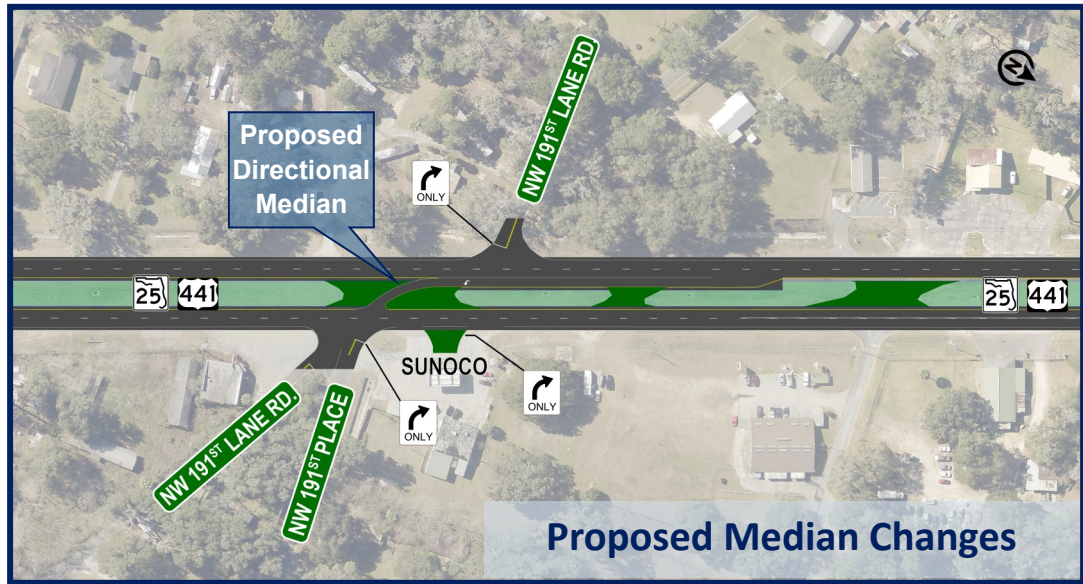 N
NW 191ST LANE RD
Proposed
Directional
Median
ONLY
25 441
25 441
SUNOCO
ONLY
ONLY
NW 191ST LANE RD.
NW 191ST PLACE
Proposed Median Changes